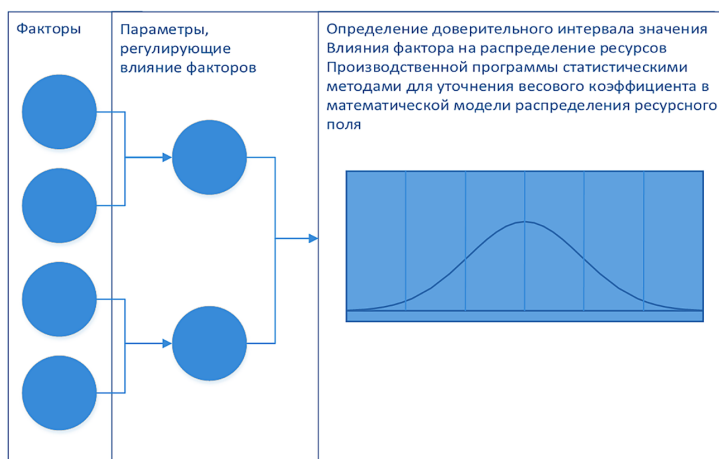 Факторы
Параметры,
регулирующие
влияние факторов
Определение доверительного интервала значения
Влияния фактора на распределение ресурсов
Производственной программы статистическими
методами для уточнения весового коэффициента в
математической модели распределения ресурсного
поля